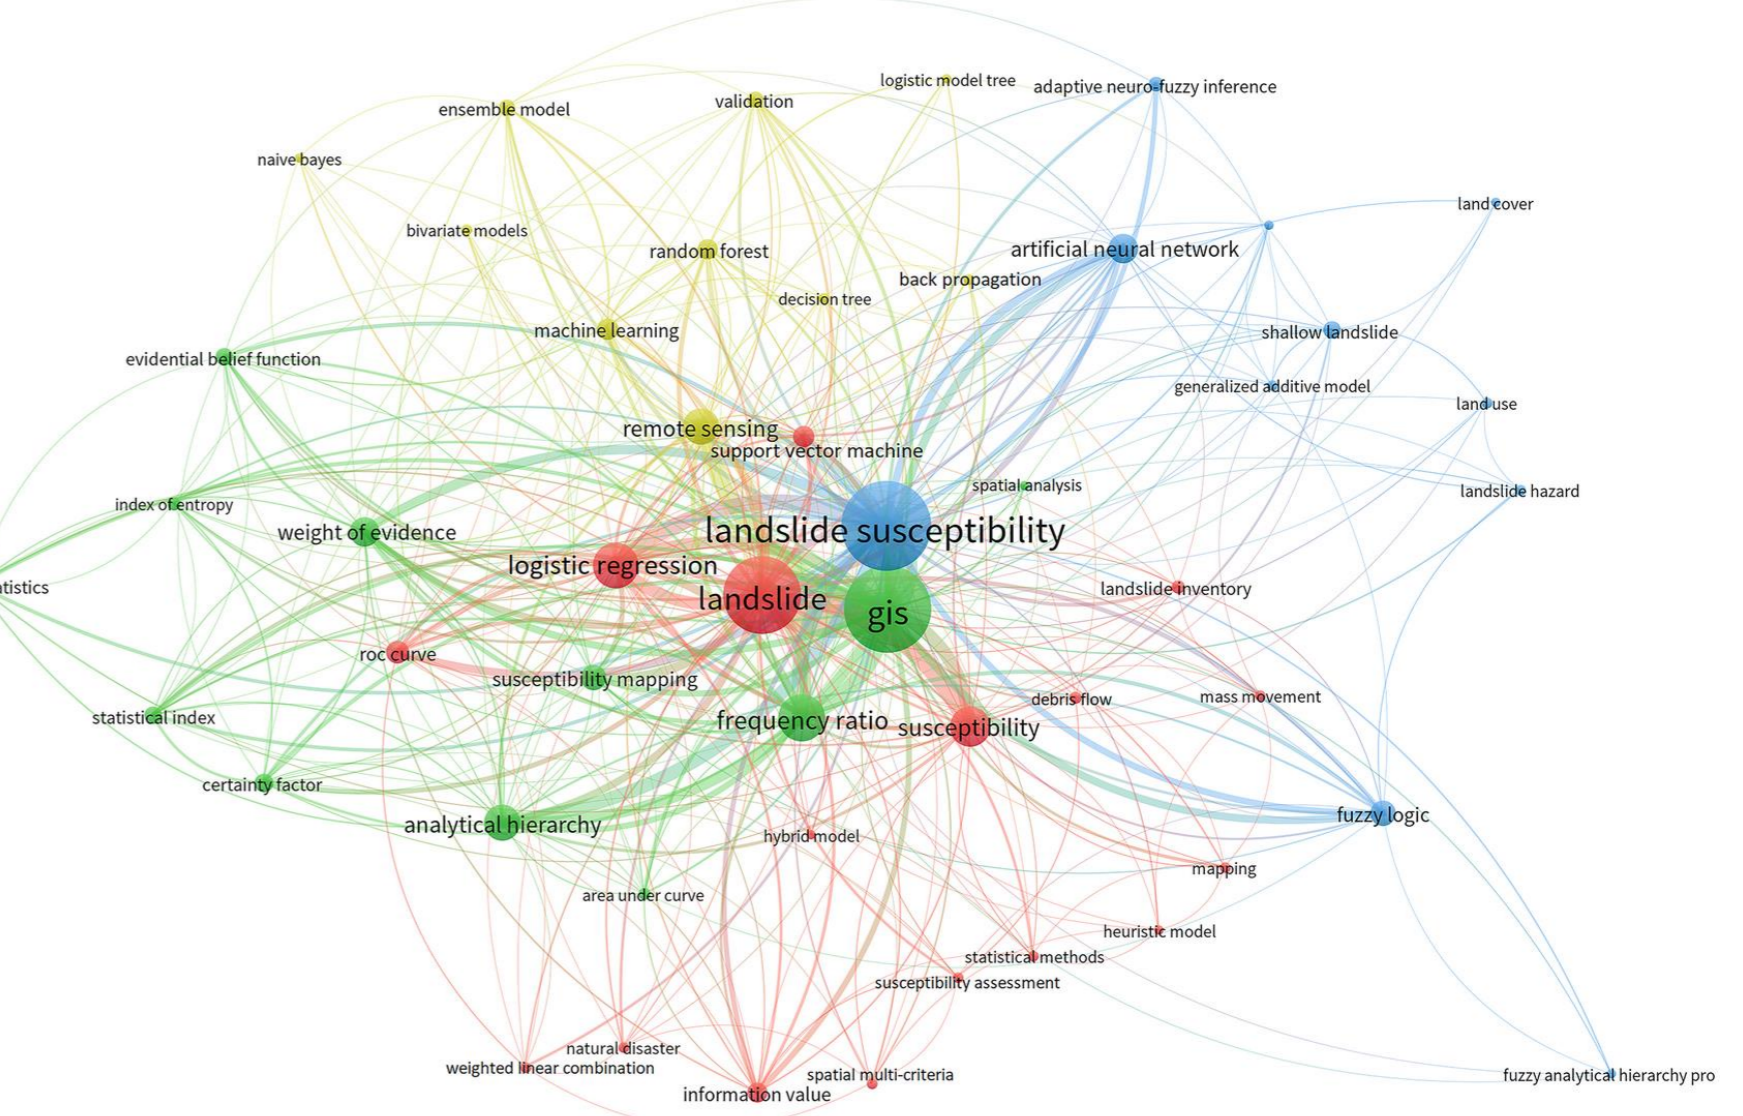 logistic model tree
adaptive neuro-fuzzy inference
validation
ensemble model
naive bayes
land cover
bivariate models
artificial neural network
random forest
back propagation
decision tree
machine learning
shallow landslide
evidential belief function
generalized additive model
land use
remote sensing
support vector machine
spatial analysis
landslide hazard
index of entropy
weight of evidence
landslide susceptibility
logistic regression
tistics
landslide inventory
landslide
gis
roc curve
susceptibility mapping
mass movement
debris flow
statistical index
frequency ratio
susceptibility
certainty factor
fuzzy logic
analytical hierarchy
hybrid model
mapping
area under curve
heuristic model
statistical methods
susceptibility assessment
natural disaster
weighted linear combination
spatial multi-criteria
fuzzy analytical hierarchy pro
information value